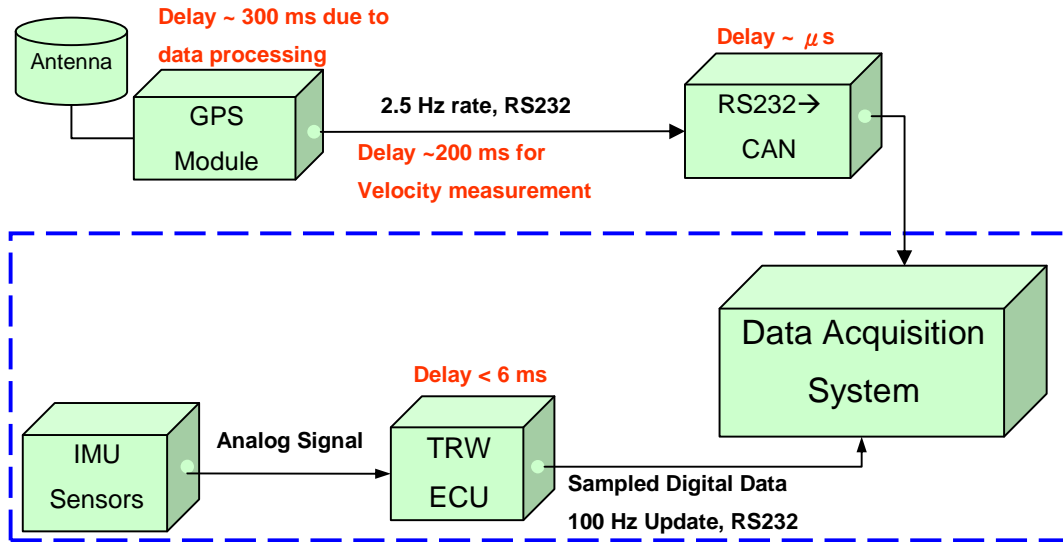 Delay ~ 300 ms due to
data processing
Antenna
GPS
Module
2.5 Hz rate, RS232
Delay ~200 ms for
Velocity measurement
Delay ~ μs
RS232→
CAN
Data Acquisition
System
Delay < 6 ms
IMU
Sensors
Analog Signal
TRW
ECU
Sampled Digital Data
100 Hz Update, RS232